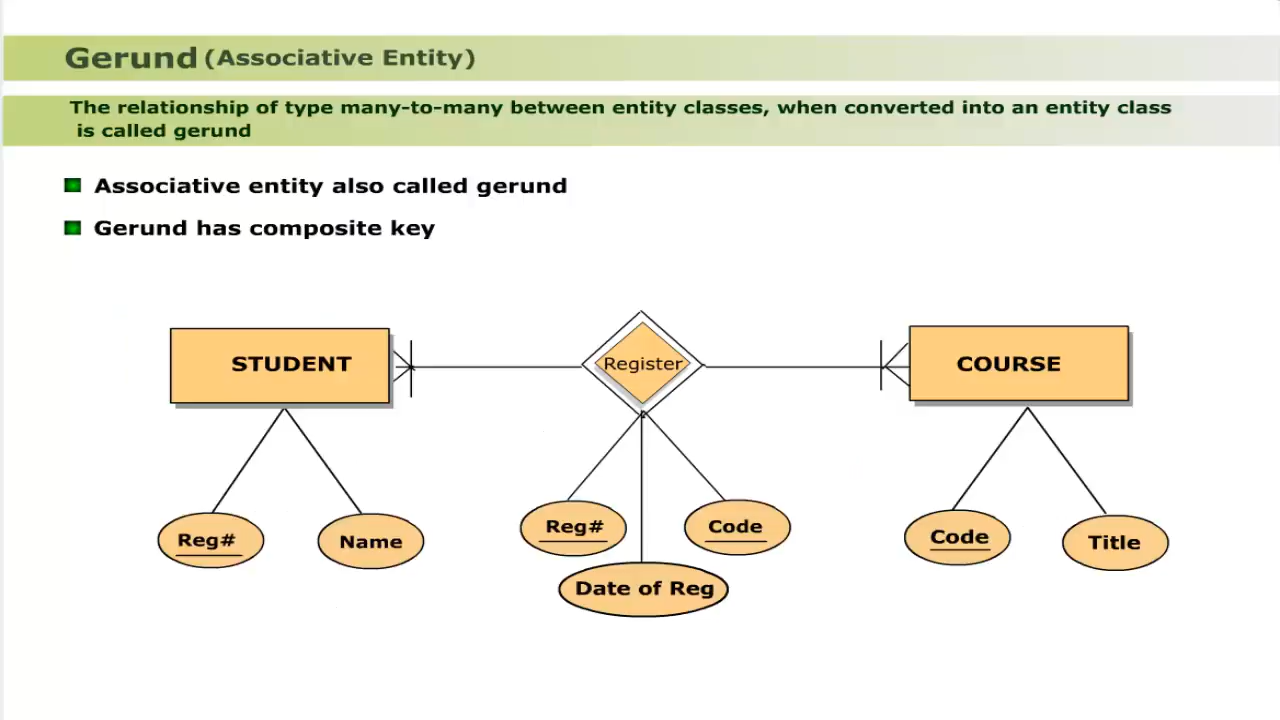 Gerund (Associative Entity)
The relationship of type many-to-many between entity classes, when converted into an entity class
is called gerund
Associative entity also called gerund
Gerund has composite key
STUDENT
Register
COURSE
Reg#
Name
Reg#
Code
Code
Title
Date of Reg